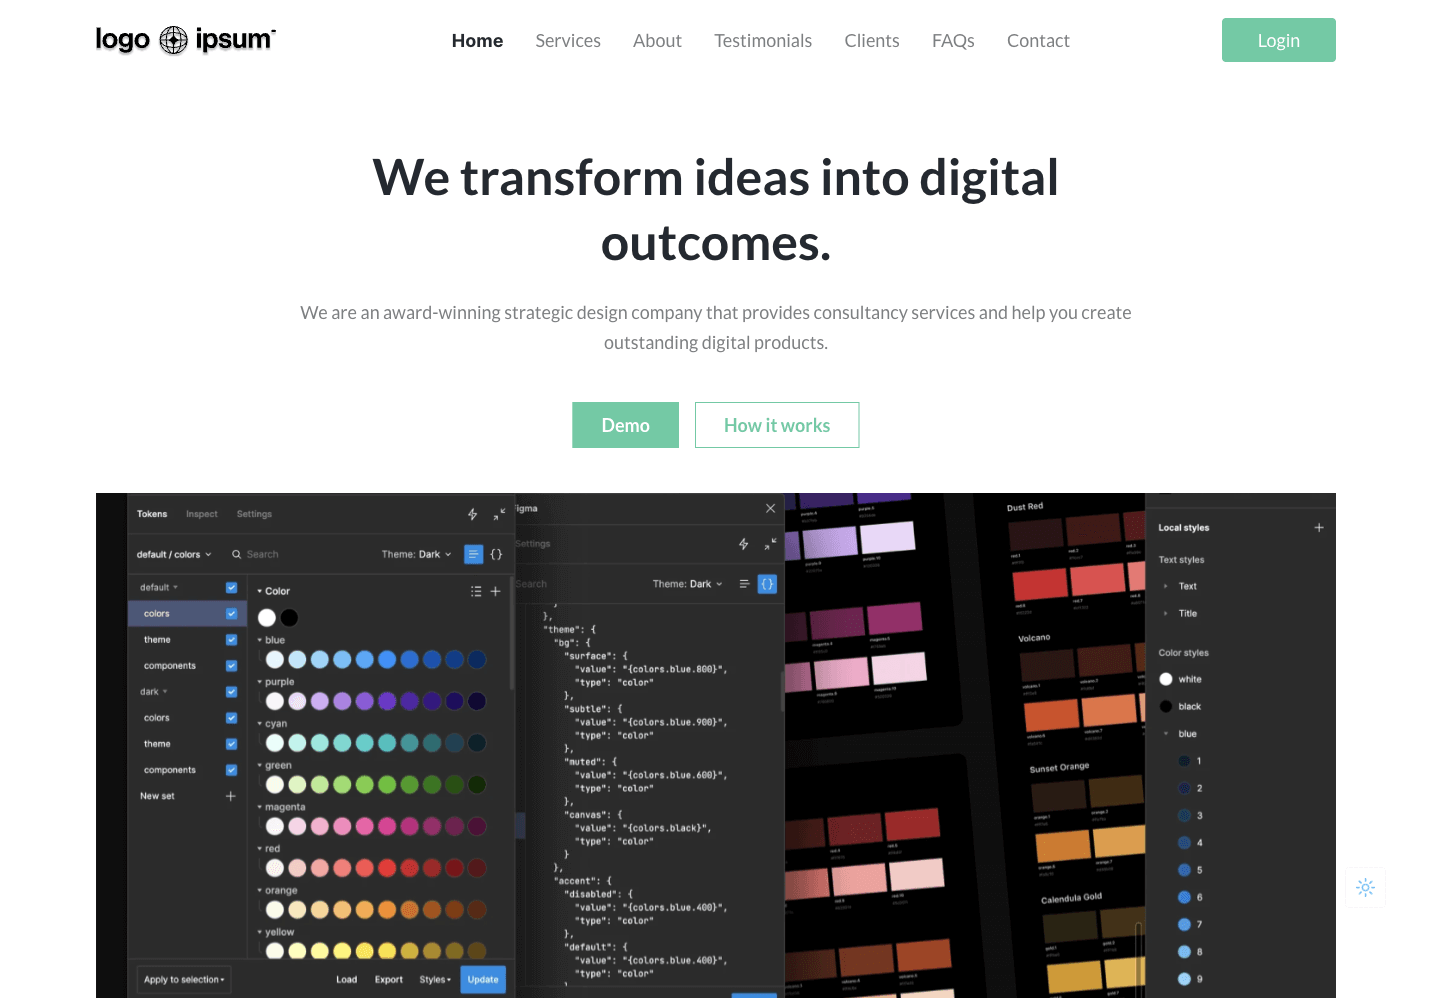 logo ipsum
Home
Services
About
Testimonials
Clients
FAQs
Contact
Login
We transform ideas into digital
outcomes.
We are an award-winning strategic design company that provides consultancy services and help you create
outstanding digital products.
Demo
How it works
Tokens
Inspect
Settings
default / colors
Search
Theme: Dark
default
colors
theme
components
dark
colors
theme
components
New set
Color
blue
purple
cyan
green
magenta
red
orange
yellow
Apply to selection
Load
Export
Styles
Update
Figma
Settings
Search
Theme: Dark
},
"theme": {
"bg": {
"surface": {
"value": "{colors.blue.800}",
"type": "color"
},
"subtle": {
"value": "{colors.blue.900}",
"type": "color"
},
"muted": {
"value": "{colors.blue.600}",
"type": "color"
},
"canvas": {
"value": "{colors.black}",
"type": "color"
}
},
"accent": {
"disabled": {
"value": "{colors.blue.400}",
"type": "color"
},
"default": {
"value": "{colors.blue.400}",
"type": "color"
},
Dust Red
Volcano
Sunset Orange
Calendula Gold
Local styles
Text styles
Text
Title
Color styles
white
black
blue
1
2
3
4
5
6
7
8
9